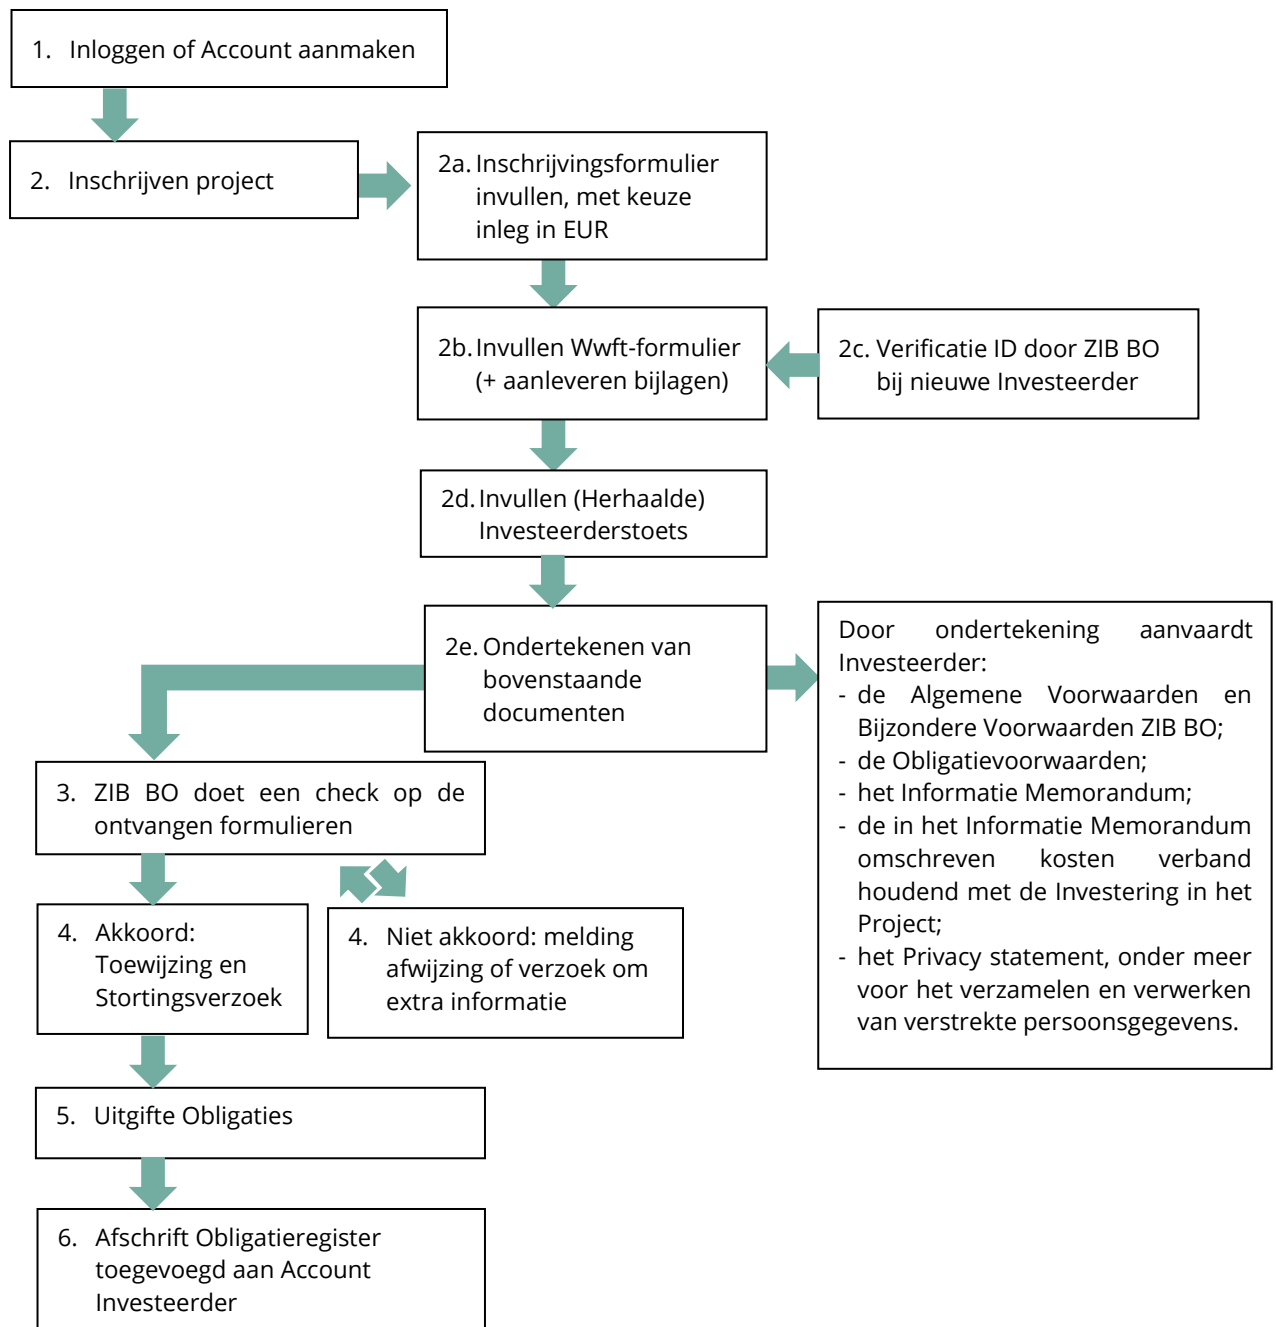 1. Inloggen of Account aanmaken
2. Inschrijven project
2a. Inschrijvingsformulier
invullen, met keuze
inleg in EUR
2b. Invullen Wwft-formulier
(+ aanleveren bijlagen)
2c. Verificatie ID door ZIB BO
bij nieuwe Investeerder
2d. Invullen (Herhaalde)
Investeerderstoets
2e. Ondertekenen van
bovenstaande
documenten
Door ondertekening aanvaardt
Investeerder:
- de Algemene Voorwaarden en
Bijzondere Voorwaarden ZIB BO;
- de Obligatievoorwaarden;
- het Informatie Memorandum;
- de in het Informatie Memorandum
omschreven kosten verband
houdend met de Investering in het
Project;
- het Privacy statement, onder meer
voor het verzamelen en verwerken
van verstrekte persoonsgegevens.
3. ZIB BO doet een check op de
ontvangen formulieren
4. Akkoord:
Toewijzing en
Stortingsverzoek
4. Niet akkoord: melding
afwijzing of verzoek om
extra informatie
5. Uitgifte Obligaties
6. Afschrift Obligatieregister
toegevoegd aan Account
Investeerder